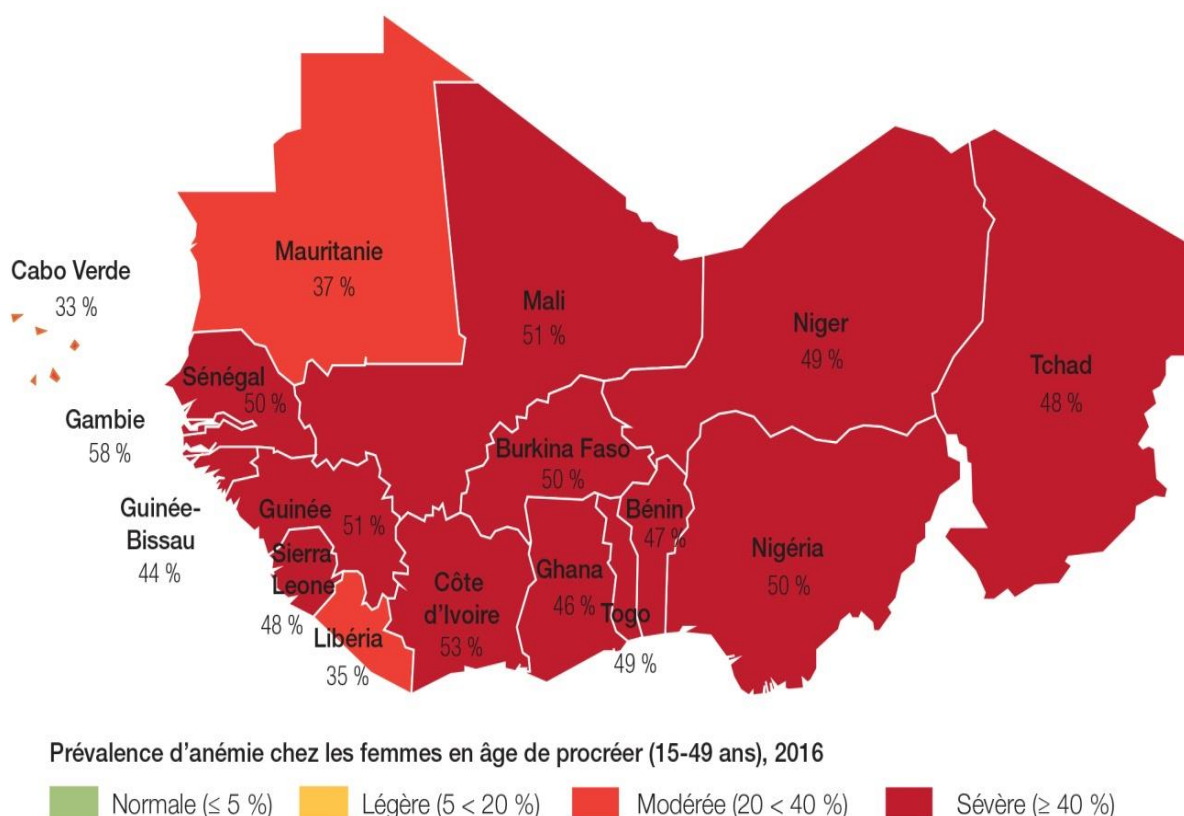 Mauritanie
37 %
Cabo Verde
33 %
Mali
51 %
Niger
49 %
Tchad
48 %
Sénégal
50 %
Gambie
58 %
Burkina Faso
50 %
Guinée-
Bissau
44 %
Guinée
51 %
Bénin
47 %
Nigéria
50 %
Sierra
Leone
48 %
Côte
d'Ivoire
53 %
Ghana
46 %
Togo
49 %
Libéria
35 %
Prévalence d'anémie chez les femmes en âge de procréer (15-49 ans), 2016
Normale (≤ 5 %) Légère (5 < 20 %) Modérée (20 < 40 %) Sévère (≥ 40 %)